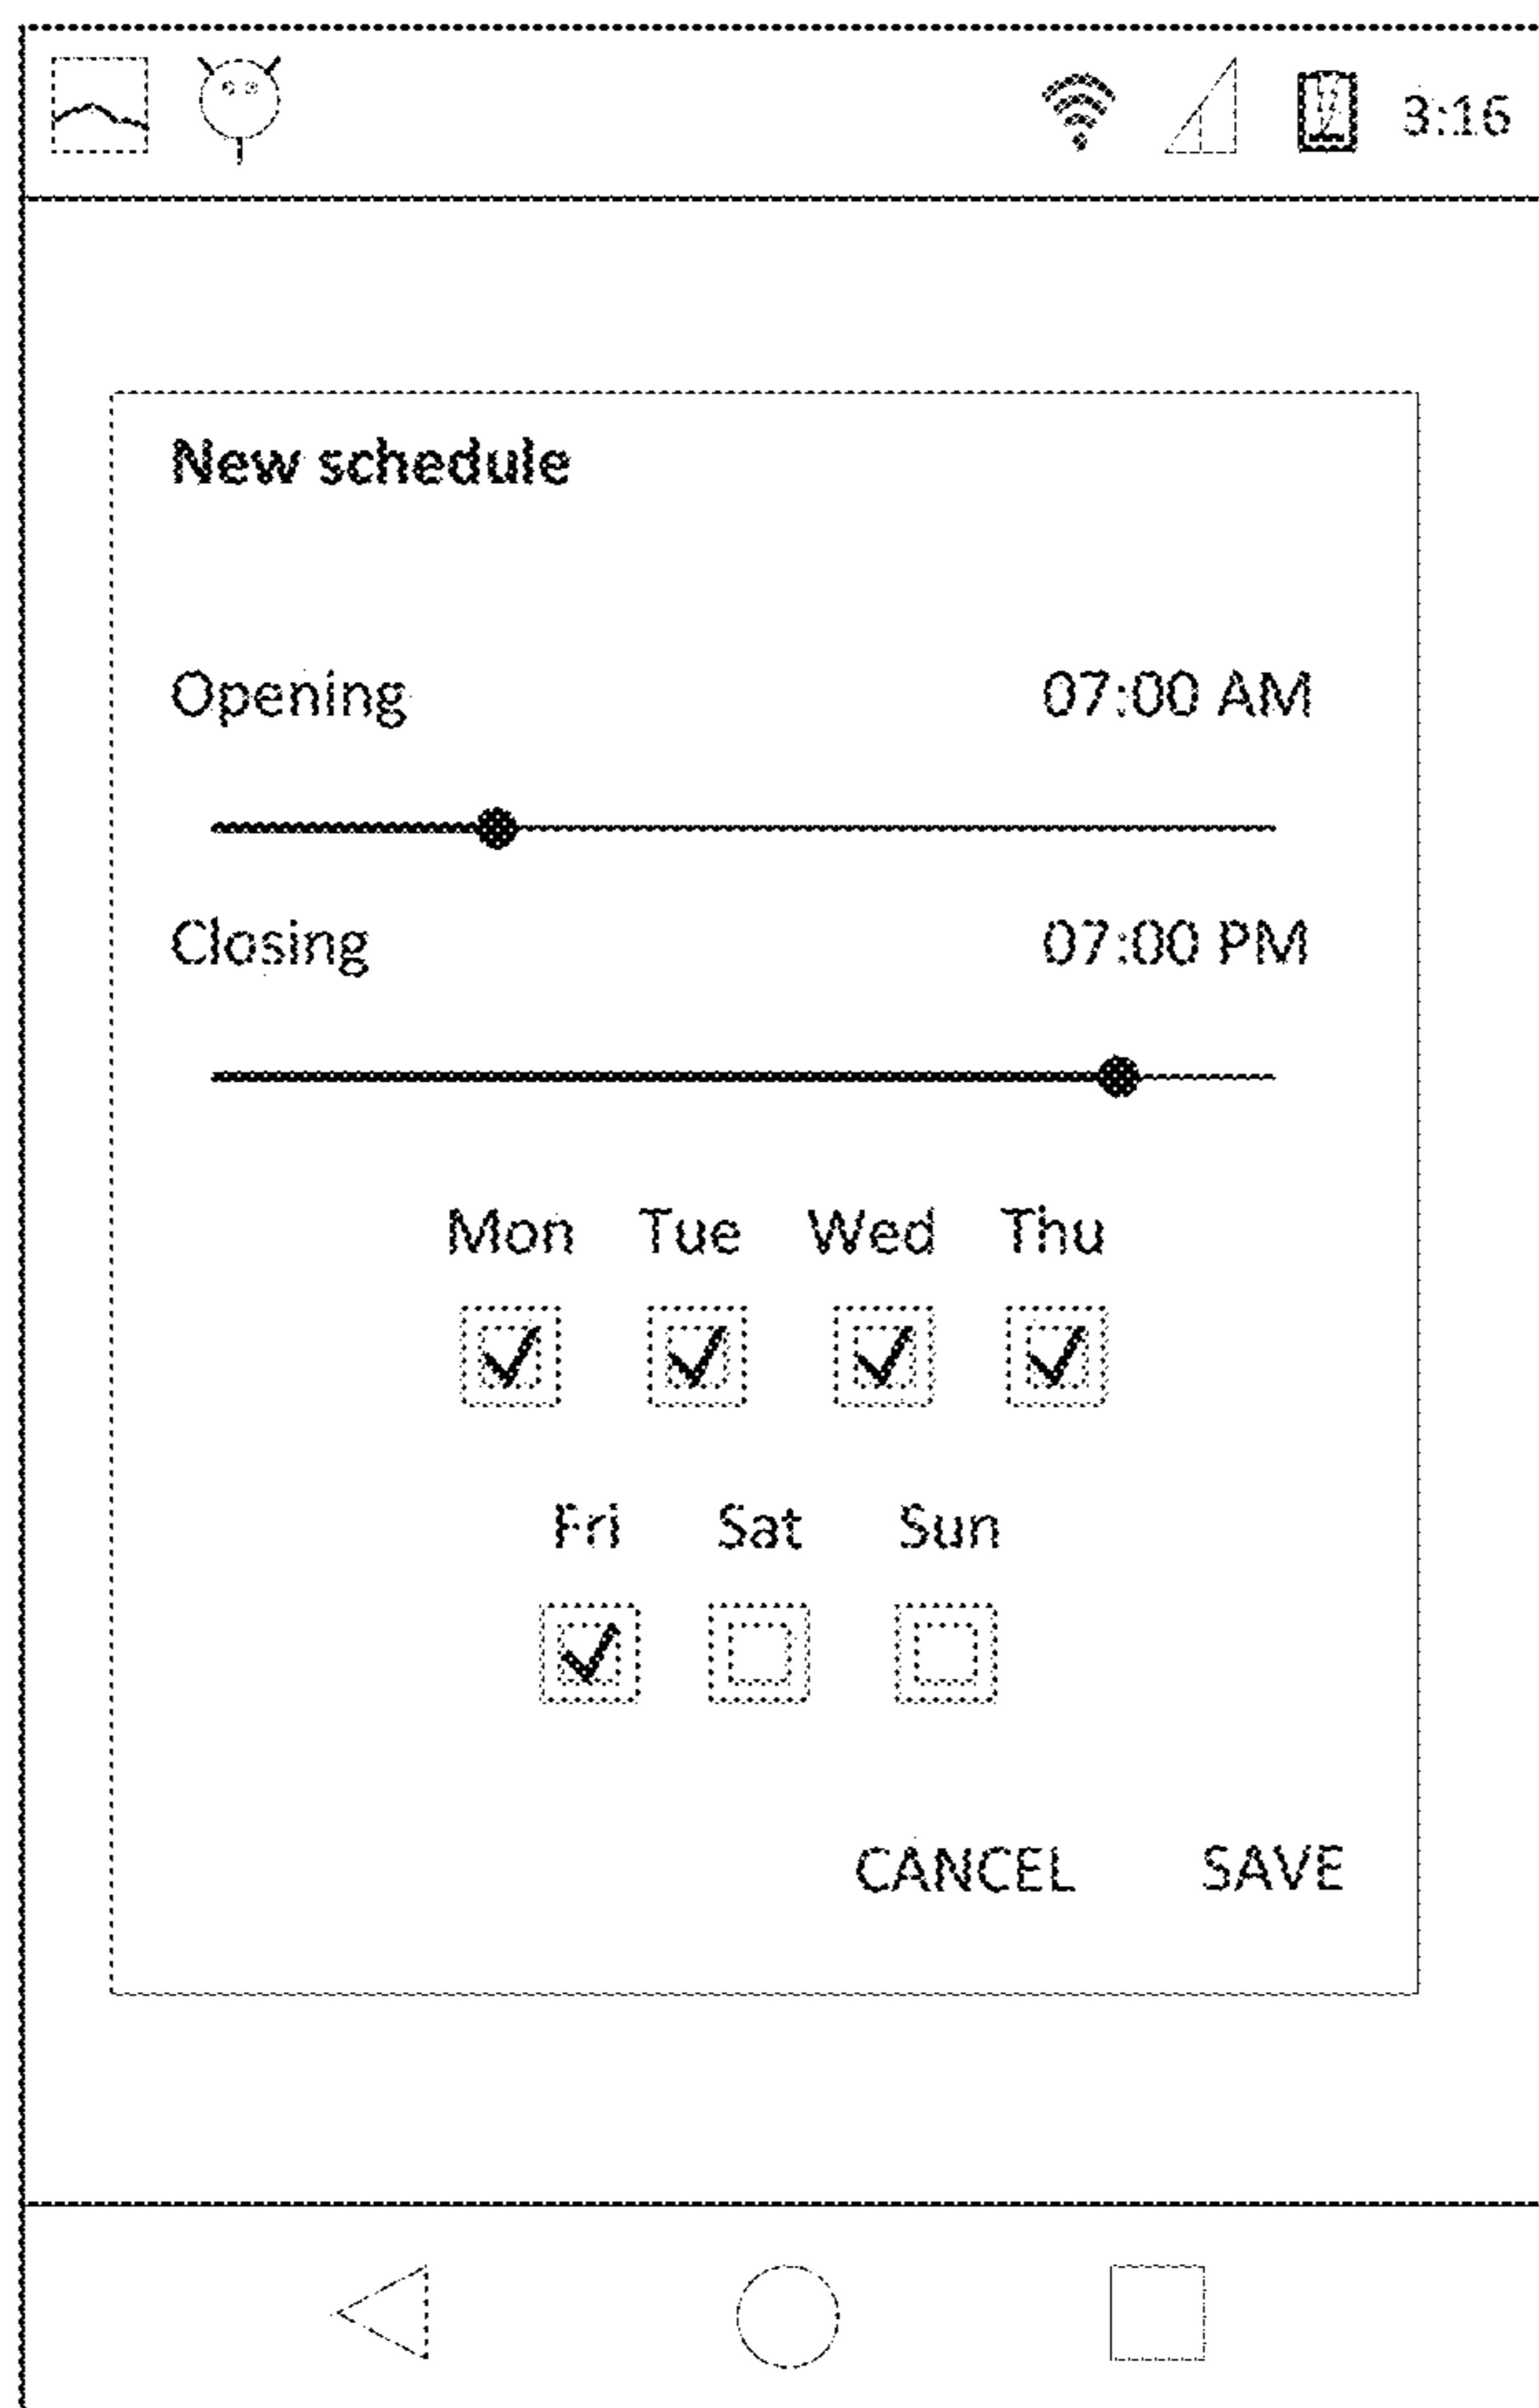 3:16
New schedule
Opening 07:00 AM
Closing 07:00 PM
Mon Tue Wed Thu
Fri Sat Sun
CANCEL SAVE